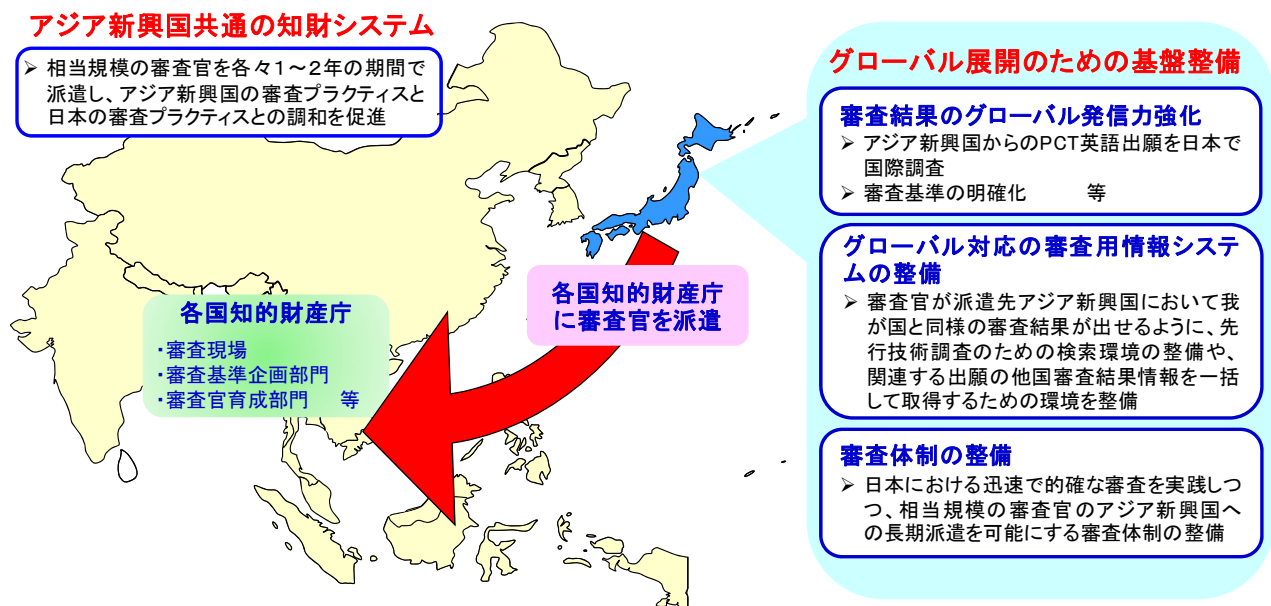 アジア新興国共通の知財システム
➢ 相当規模の審査官を各々1～2年の期間で
派遣し、アジア新興国の審査プラクティスと
日本の審査プラクティスとの調和を促進
各国知的財産庁
・審査現場
・審査基準企画部門
・審査官育成部門　等
各国知的財産庁
に審査官を派遣
グローバル展開のための基盤整備
審査結果のグローバル発信力強化
➢ アジア新興国からのPCT英語出願を日本で
国際調査
➢ 審査基準の明確化　　　等
グローバル対応の審査用情報システ
ムの整備
➢ 審査官が派遣先アジア新興国において我
が国と同様の審査結果が出せるように、先
行技術調査のための検索環境の整備や、
関連する出願の他国審査結果情報を一括
して取得するための環境を整備
審査体制の整備
➢ 日本における迅速で的確な審査を実践しつ
つ、相当規模の審査官のアジア新興国へ
の長期派遣を可能にする審査体制の整備